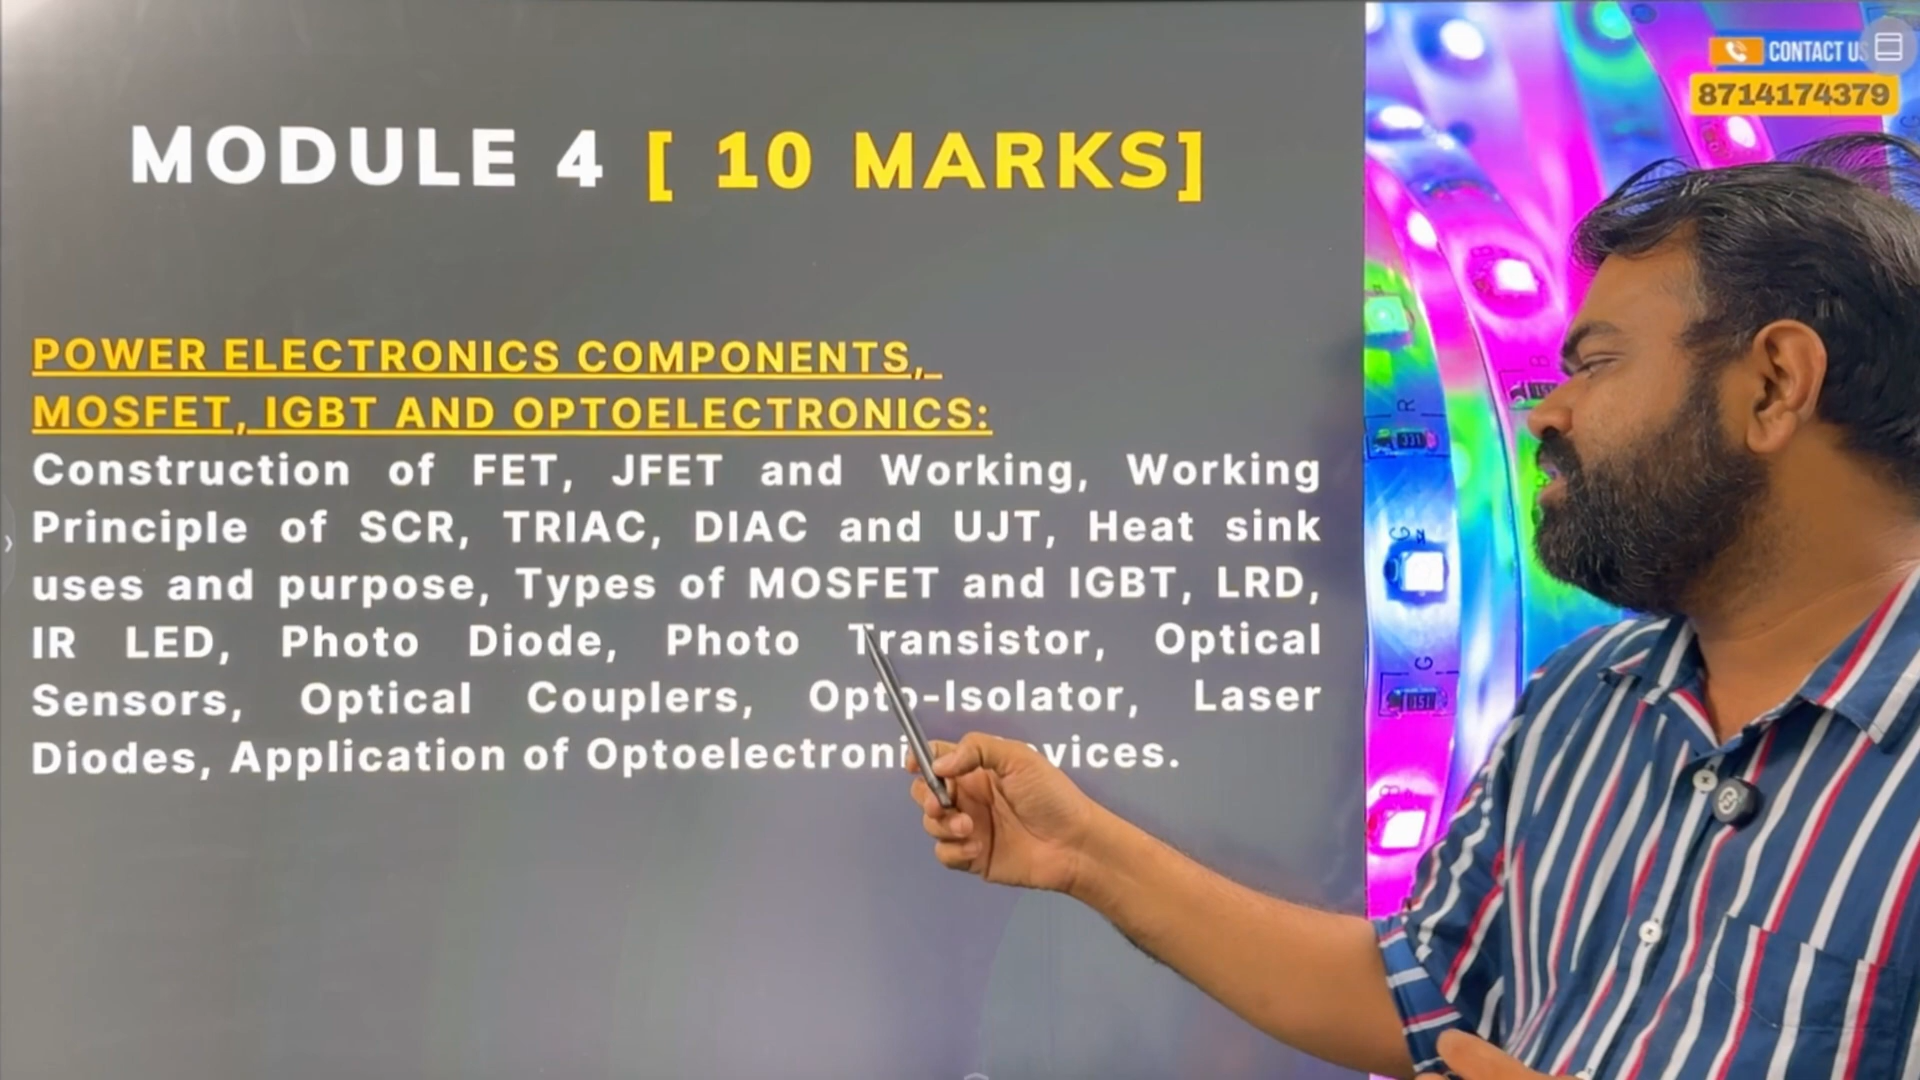 MODULE 4 [ 10 MARKS]
CONTACT US
8714174379
POWER ELECTRONICS COMPONENTS,
MOSFET, IGBT AND OPTOELECTRONICS:
Construction of FET, JFET and Working, Working
Principle of SCR, TRIAC, DIAC and UJT, Heat sink
uses and purpose, Types of MOSFET and IGBT, LRD,
IR LED, Photo Diode, Photo Transistor, Optical
Sensors, Optical Couplers, Opto-Isolator, Laser
Diodes, Application of
R
331
G
G
151
B